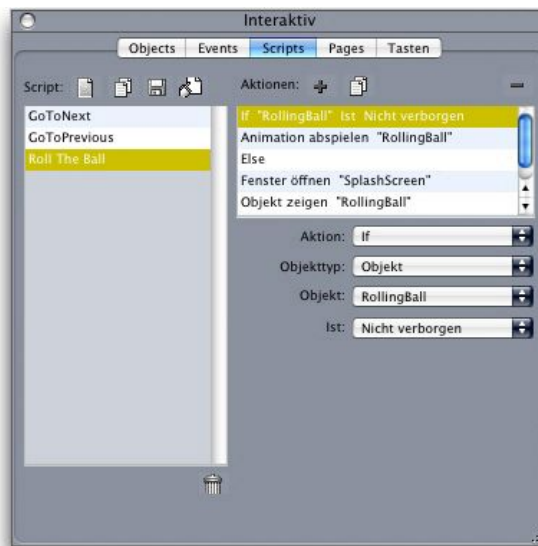 Interaktiv
Objects Events Scripts Pages Tasten
Script:
GoToNext
GoToPrevious
Roll The Ball
Aktionen:
If "RollingBall" Ist Nicht verborgen
Animation abspielen "RollingBall"
Else
Fenster öffnen "SplashScreen"
Objekt zeigen "RollingBall"
Aktion: If
Objekttyp: Objekt
Objekt: RollingBall
Ist: Nicht verborgen